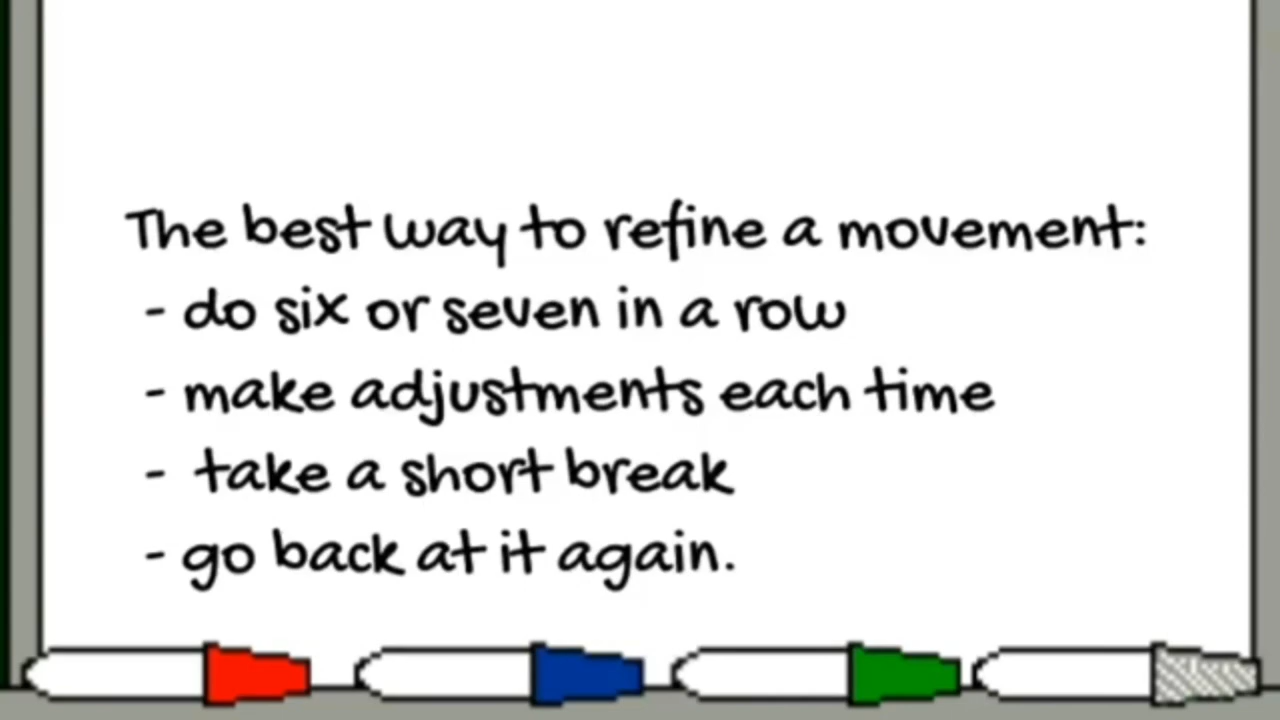 The best way to refine a movement:
- do six or seven in a row
- make adjustments each time
- take a short break
- go back at it again.